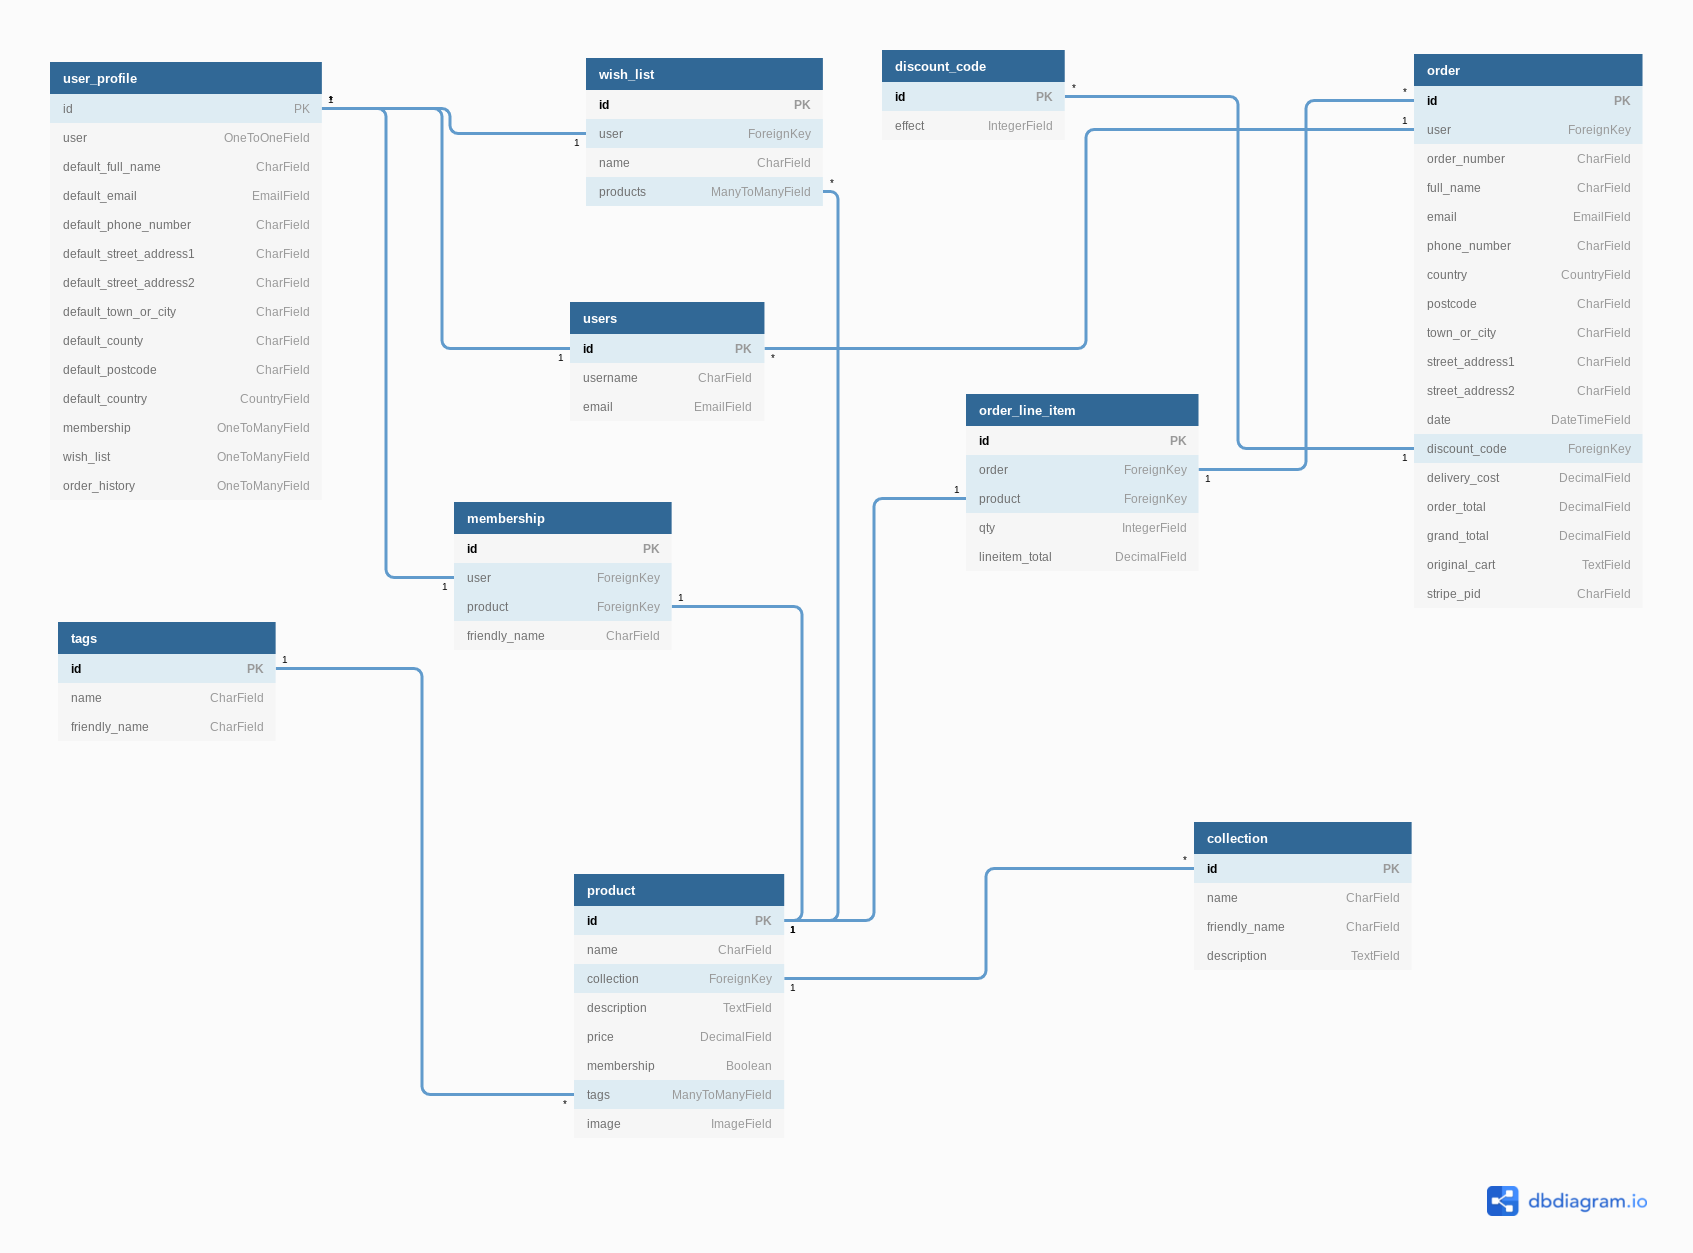 user_profile
id PK
user OneToOneField
default_full_name CharField
default_email EmailField
default_phone_number CharField
default_street_address1 CharField
default_street_address2 CharField
default_town_or_city CharField
default_county CharField
default_postcode CharField
default_country CountryField
membership OneToManyField
wish_list OneToManyField
order_history OneToManyField
1
wish_list
id PK
user ForeignKey
name CharField
products ManyToManyField
1
*
discount_code
id PK
effect IntegerField
*
order
id PK
user ForeignKey
order_number CharField
full_name CharField
email EmailField
phone_number CharField
country CountryField
postcode CharField
town_or_city CharField
street_address1 CharField
street_address2 CharField
date DateTimeField
discount_code ForeignKey
delivery_cost DecimalField
order_total DecimalField
grand_total DecimalField
original_cart TextField
stripe_pid CharField
*
1
1
users
id PK
username CharField
email EmailField
1
*
order_line_item
id PK
order ForeignKey
product ForeignKey
qty IntegerField
lineitem_total DecimalField
1
1
membership
id PK
user ForeignKey
product ForeignKey
friendly_name CharField
1
1
tags
id PK
name CharField
friendly_name CharField
1
product
id PK
name CharField
collection ForeignKey
description TextField
price DecimalField
membership Boolean
tags ManyToManyField
image ImageField
1
1
*
collection
id PK
name CharField
friendly_name CharField
description TextField
*
dbdiagram.io